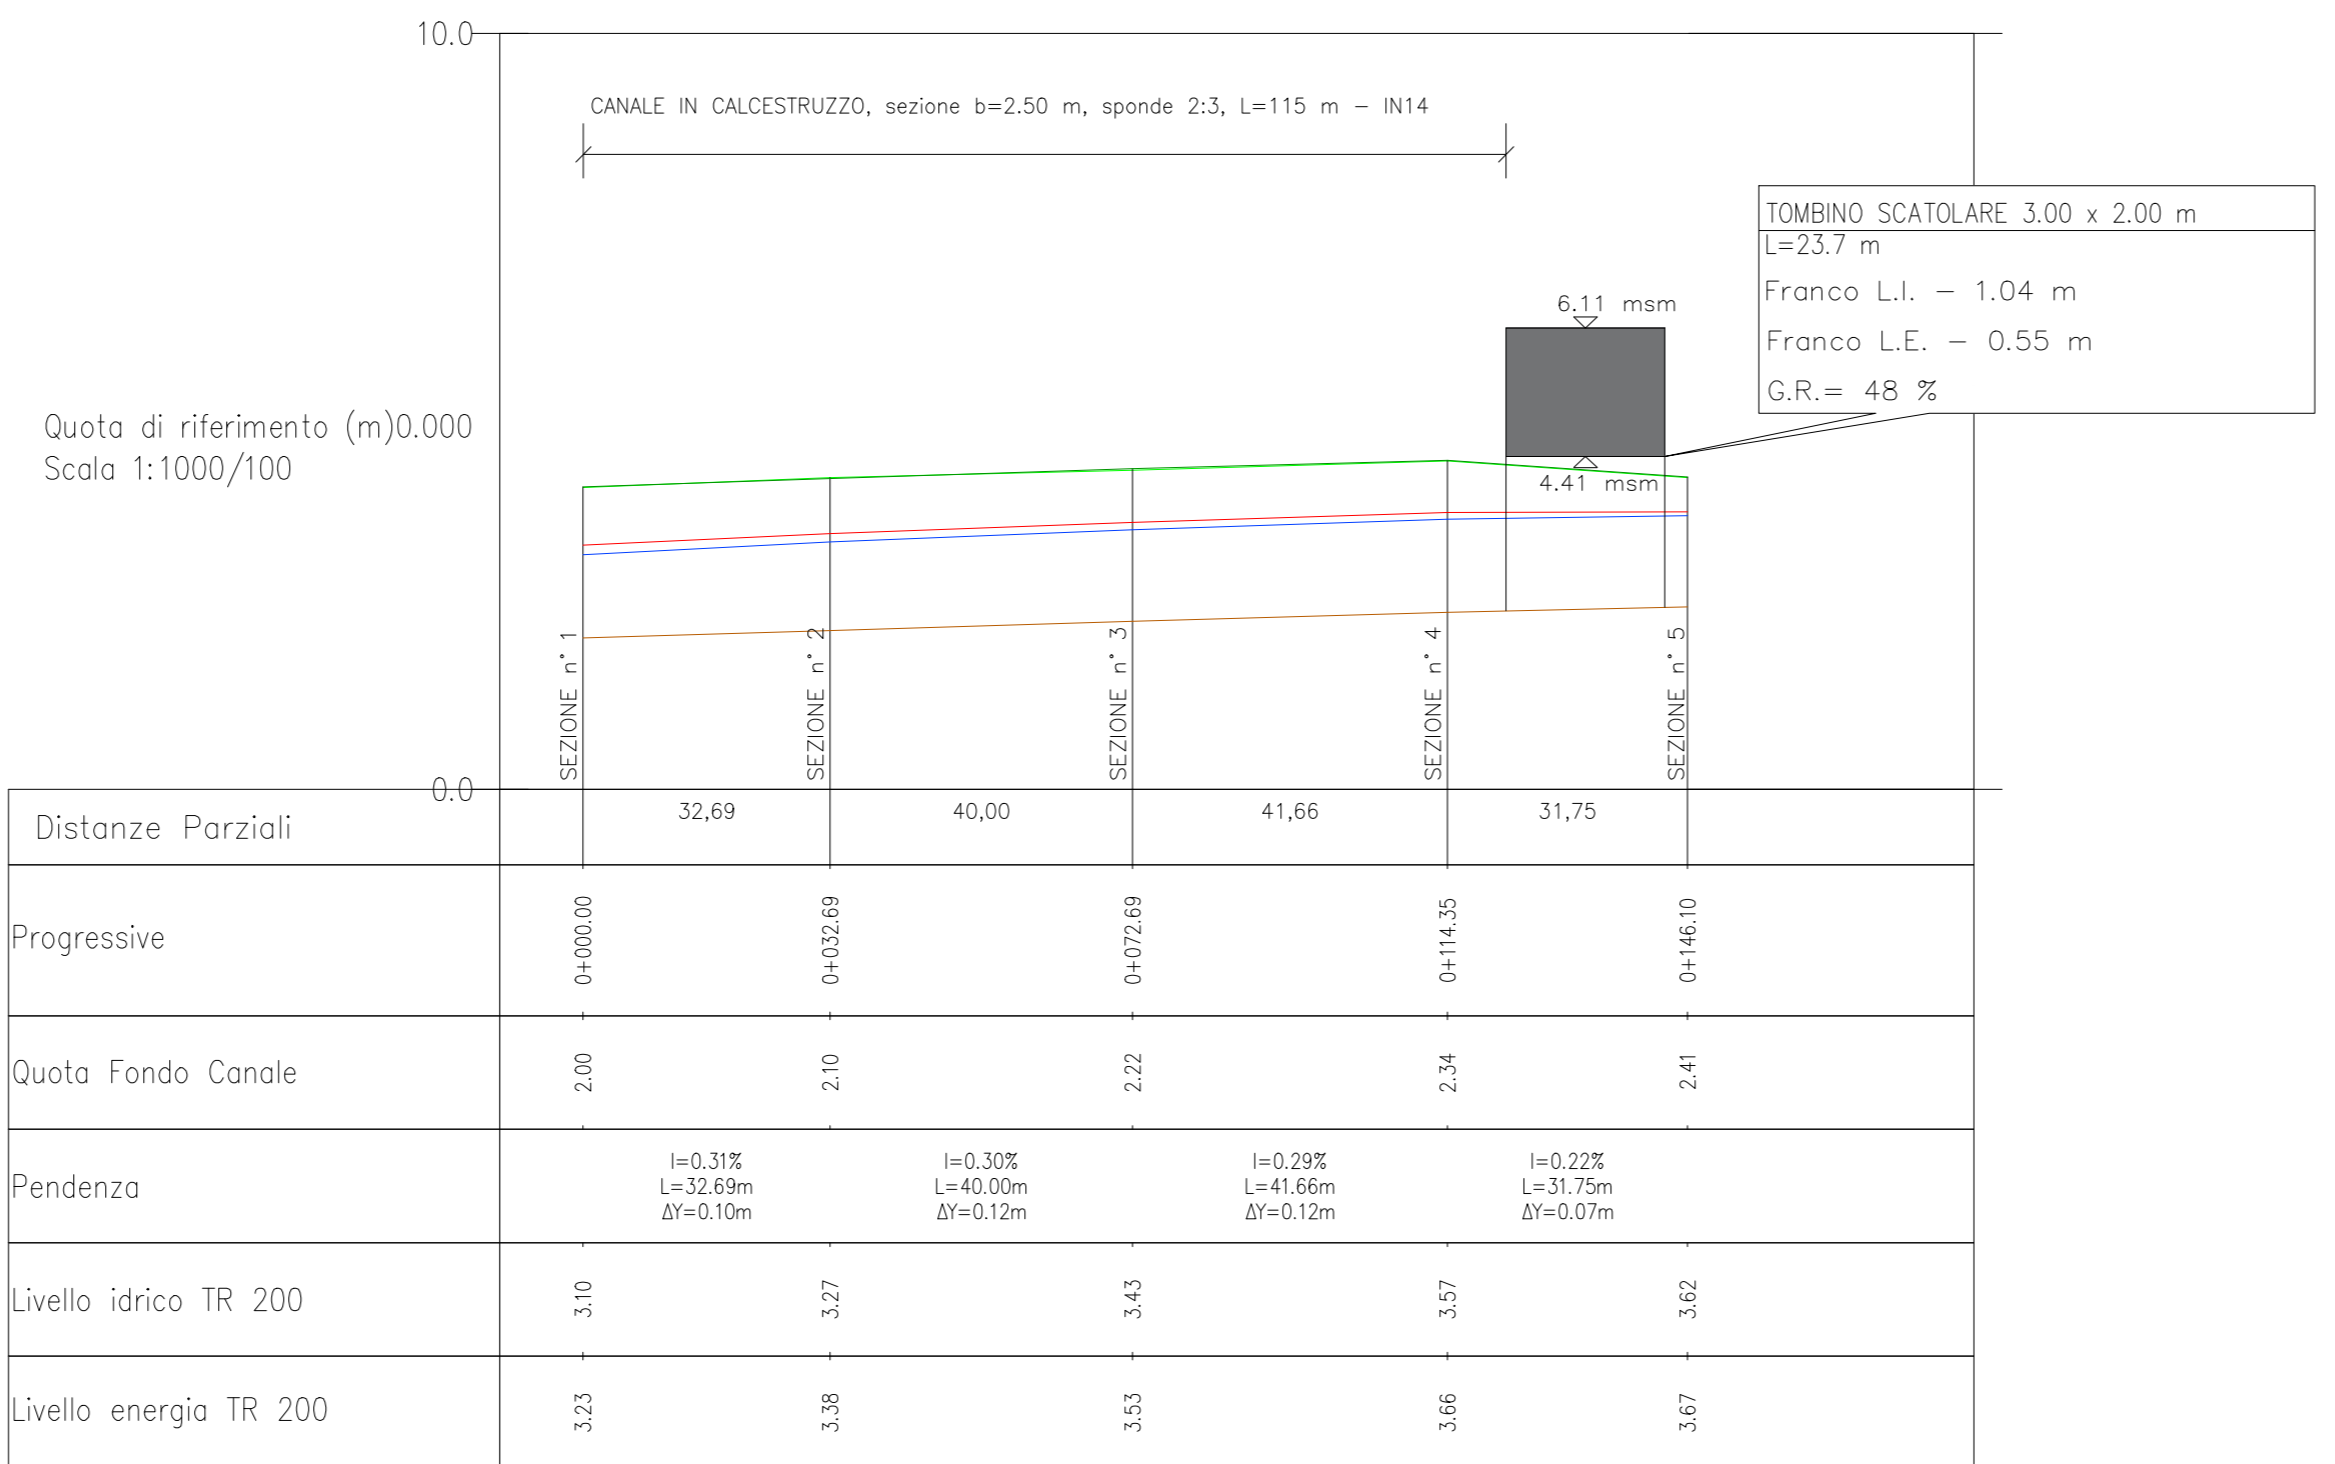 10.0
CANALE IN CALCESTRUZZO, sezione b=2.50 m, sponde 2:3, L=115 m – IN14
TOMBINO SCATOLARE 3.00 x 2.00 m
L=23.7 m
Franco L.I. – 1.04 m
Franco L.E. – 0.55 m
G.R.= 48 %
6.11 msm
4.41 msm
Quota di riferimento (m)0.000
Scala 1:1000/100
SEZIONE n° 1
SEZIONE n° 2
SEZIONE n° 3
SEZIONE n° 4
SEZIONE n° 5
0.0
Distanze Parziali
32,69
40,00
41,66
31,75
Progressive
0+000.00
0+032.69
0+072.69
0+114.35
0+146.10
Quota Fondo Canale
2.00
2.10
2.22
2.34
2.41
Pendenza
I=0.31%
L=32.69m
ΔY=0.10m
I=0.30%
L=40.00m
ΔY=0.12m
I=0.29%
L=41.66m
ΔY=0.12m
I=0.22%
L=31.75m
ΔY=0.07m
Livello idrico TR 200
3.10
3.27
3.43
3.57
3.62
Livello energia TR 200
3.23
3.38
3.53
3.66
3.67